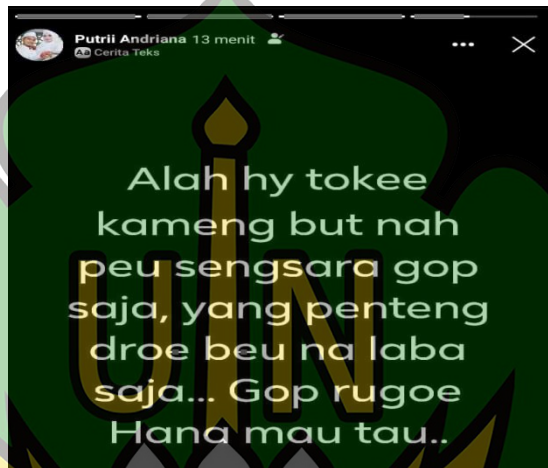 Putrii Andriana 13 menit
Aa Cerita Teks
Alah hy tokee
kameng but nah
peu sengsara gop
saja, yang penteng
droe beu na laba
saja... Gop rugoe
Hana mau tau..
UIN